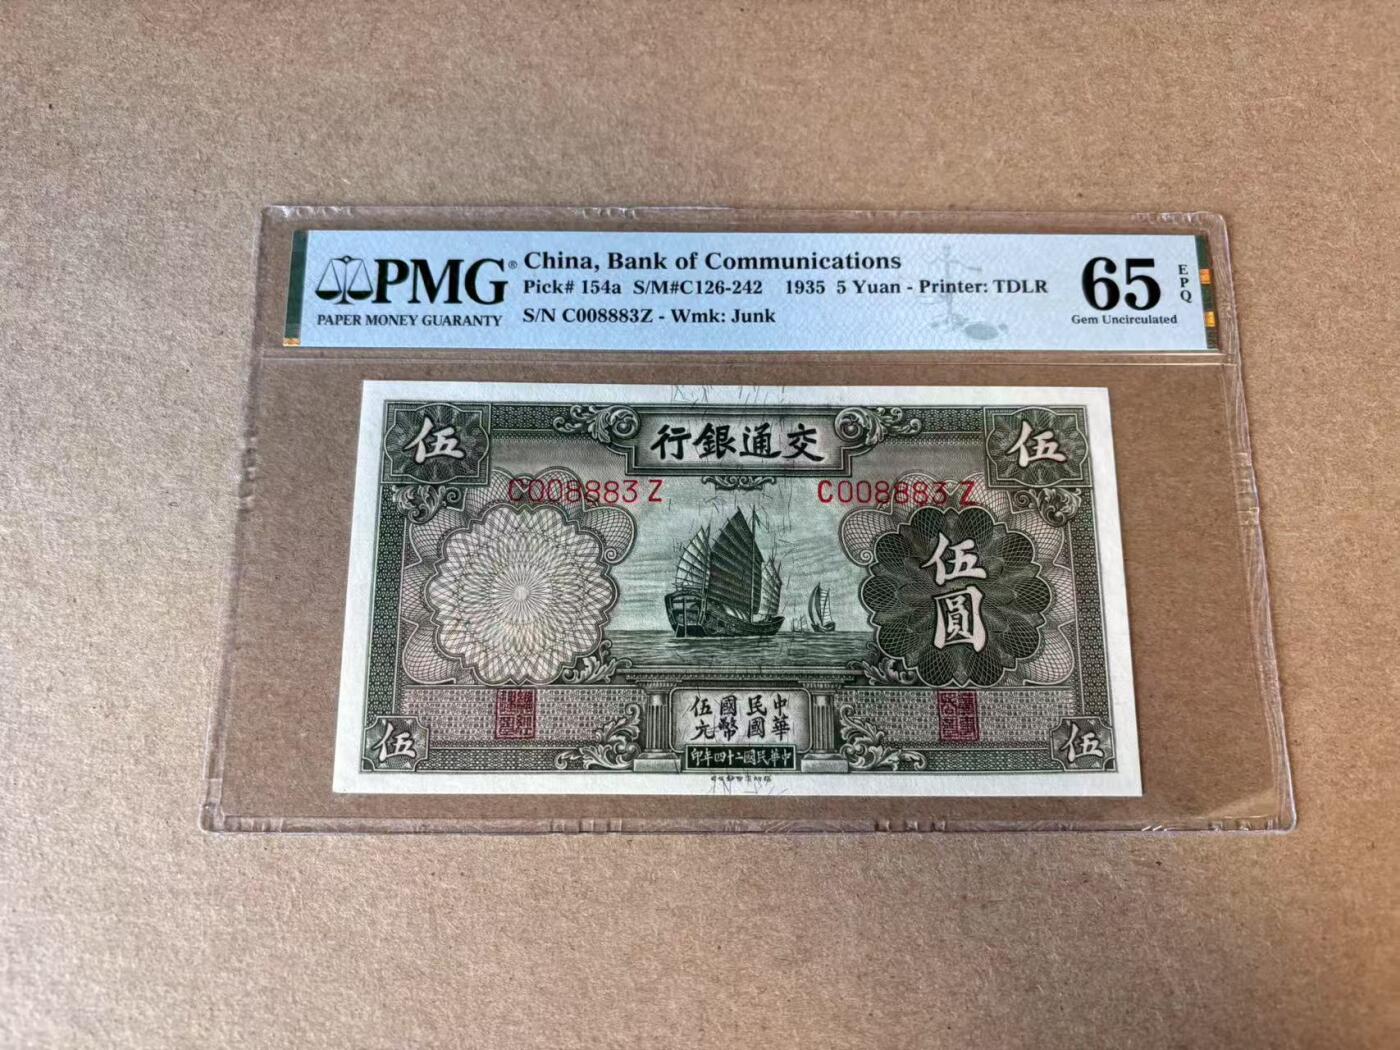 PMG® China, Bank of Communications
Pick# 154a S/M#C126-242 1935 5 Yuan - Printer: TDLR
S/N C008883Z - Wmk: Junk
PAPER MONEY GUARANTY
65 EPQ
Gem Uncirculated
伍 行銀通交 伍
C008883Z C008883Z
伍圓
中華民國國幣伍元
印年四十二國民華中
伍 伍